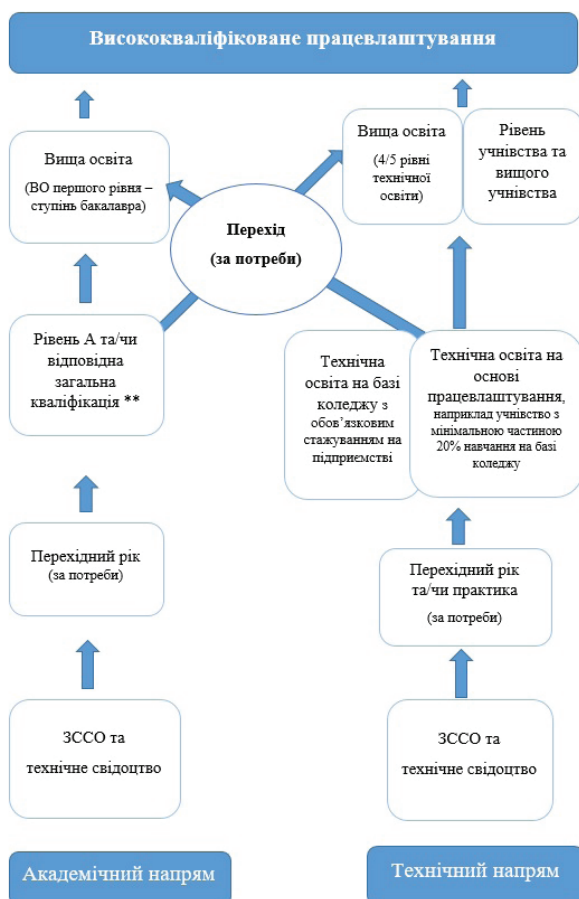 Висококваліфіковане працевлаштування
Вища освіта
(ВО першого рівня –
ступінь бакалавра)
Вища освіта
(4/5 рівні
технічної
освіти)
Рівень
учнівства та
вищого
учнівства
Перехід
(за потреби)
Рівень А та/чи
відповідна
загальна
кваліфікація **
Технічна
освіта на базі
коледжу з
обов’язковим
стажуванням на
підприємстві
Технічна освіта на
основі
працевлаштування,
наприклад учнівство з
мінімальною частиною
20% навчання на базі
коледжу
Перехідний рік
(за потреби)
Перехідний рік
та/чи практика
(за потреби)
ЗССО та
технічне свідоцтво
ЗССО та
технічне свідоцтво
Академічний напрям
Технічний напрям